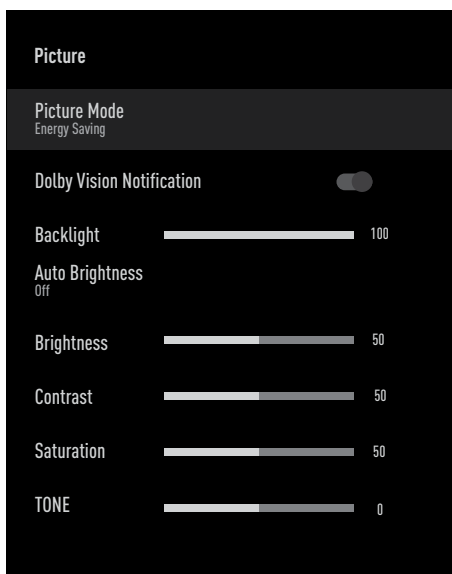 Picture
Picture Mode
Energy Saving
Dolby Vision Notification
Backlight 100
Auto Brightness
Off
Brightness 50
Contrast 50
Saturation 50
TONE 0